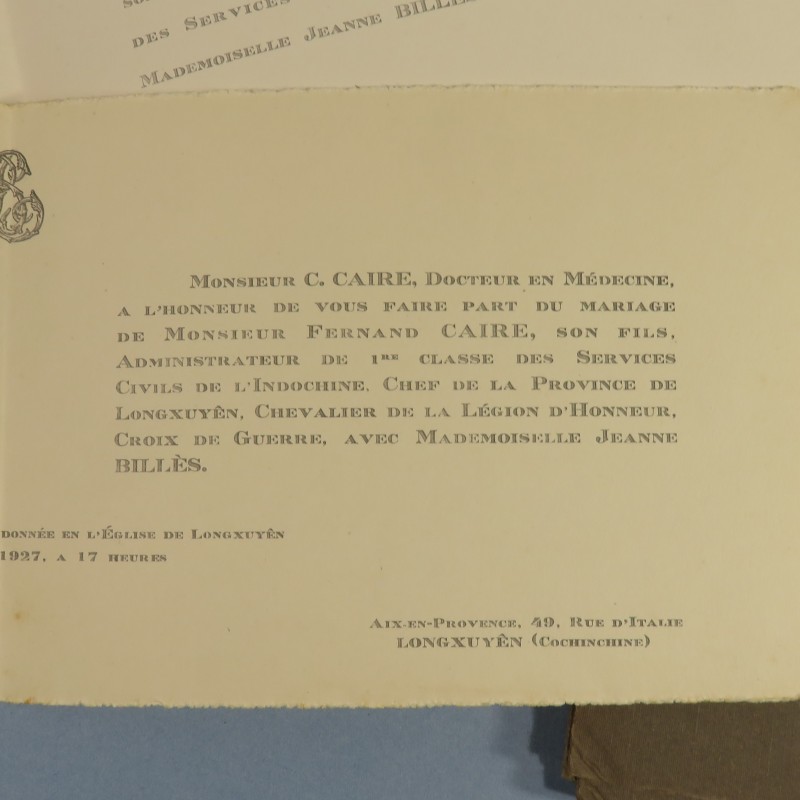 DES SERVICES
MADEMOISELLE JEANNE BILLÈS
MONSIEUR C. CAIRE, DOCTEUR EN MÉDECINE,
A L'HONNEUR DE VOUS FAIRE PART DU MARIAGE
DE MONSIEUR FERNAND CAIRE, SON FILS,
ADMINISTRATEUR DE 1RE CLASSE DES SERVICES
CIVILS DE L'INDOCHINE, CHEF DE LA PROVINCE DE
LONGXUYÊN, CHEVALIER DE LA LÉGION D'HONNEUR,
CROIX DE GUERRE, AVEC MADEMOISELLE JEANNE
BILLÈS.
DONNÉE EN L'ÉGLISE DE LONGXUYÊN
1927, A 17 HEURES
AIX-EN-PROVENCE, 49, RUE D'ITALIE
LONGXUYÊN (COCHINCHINE)